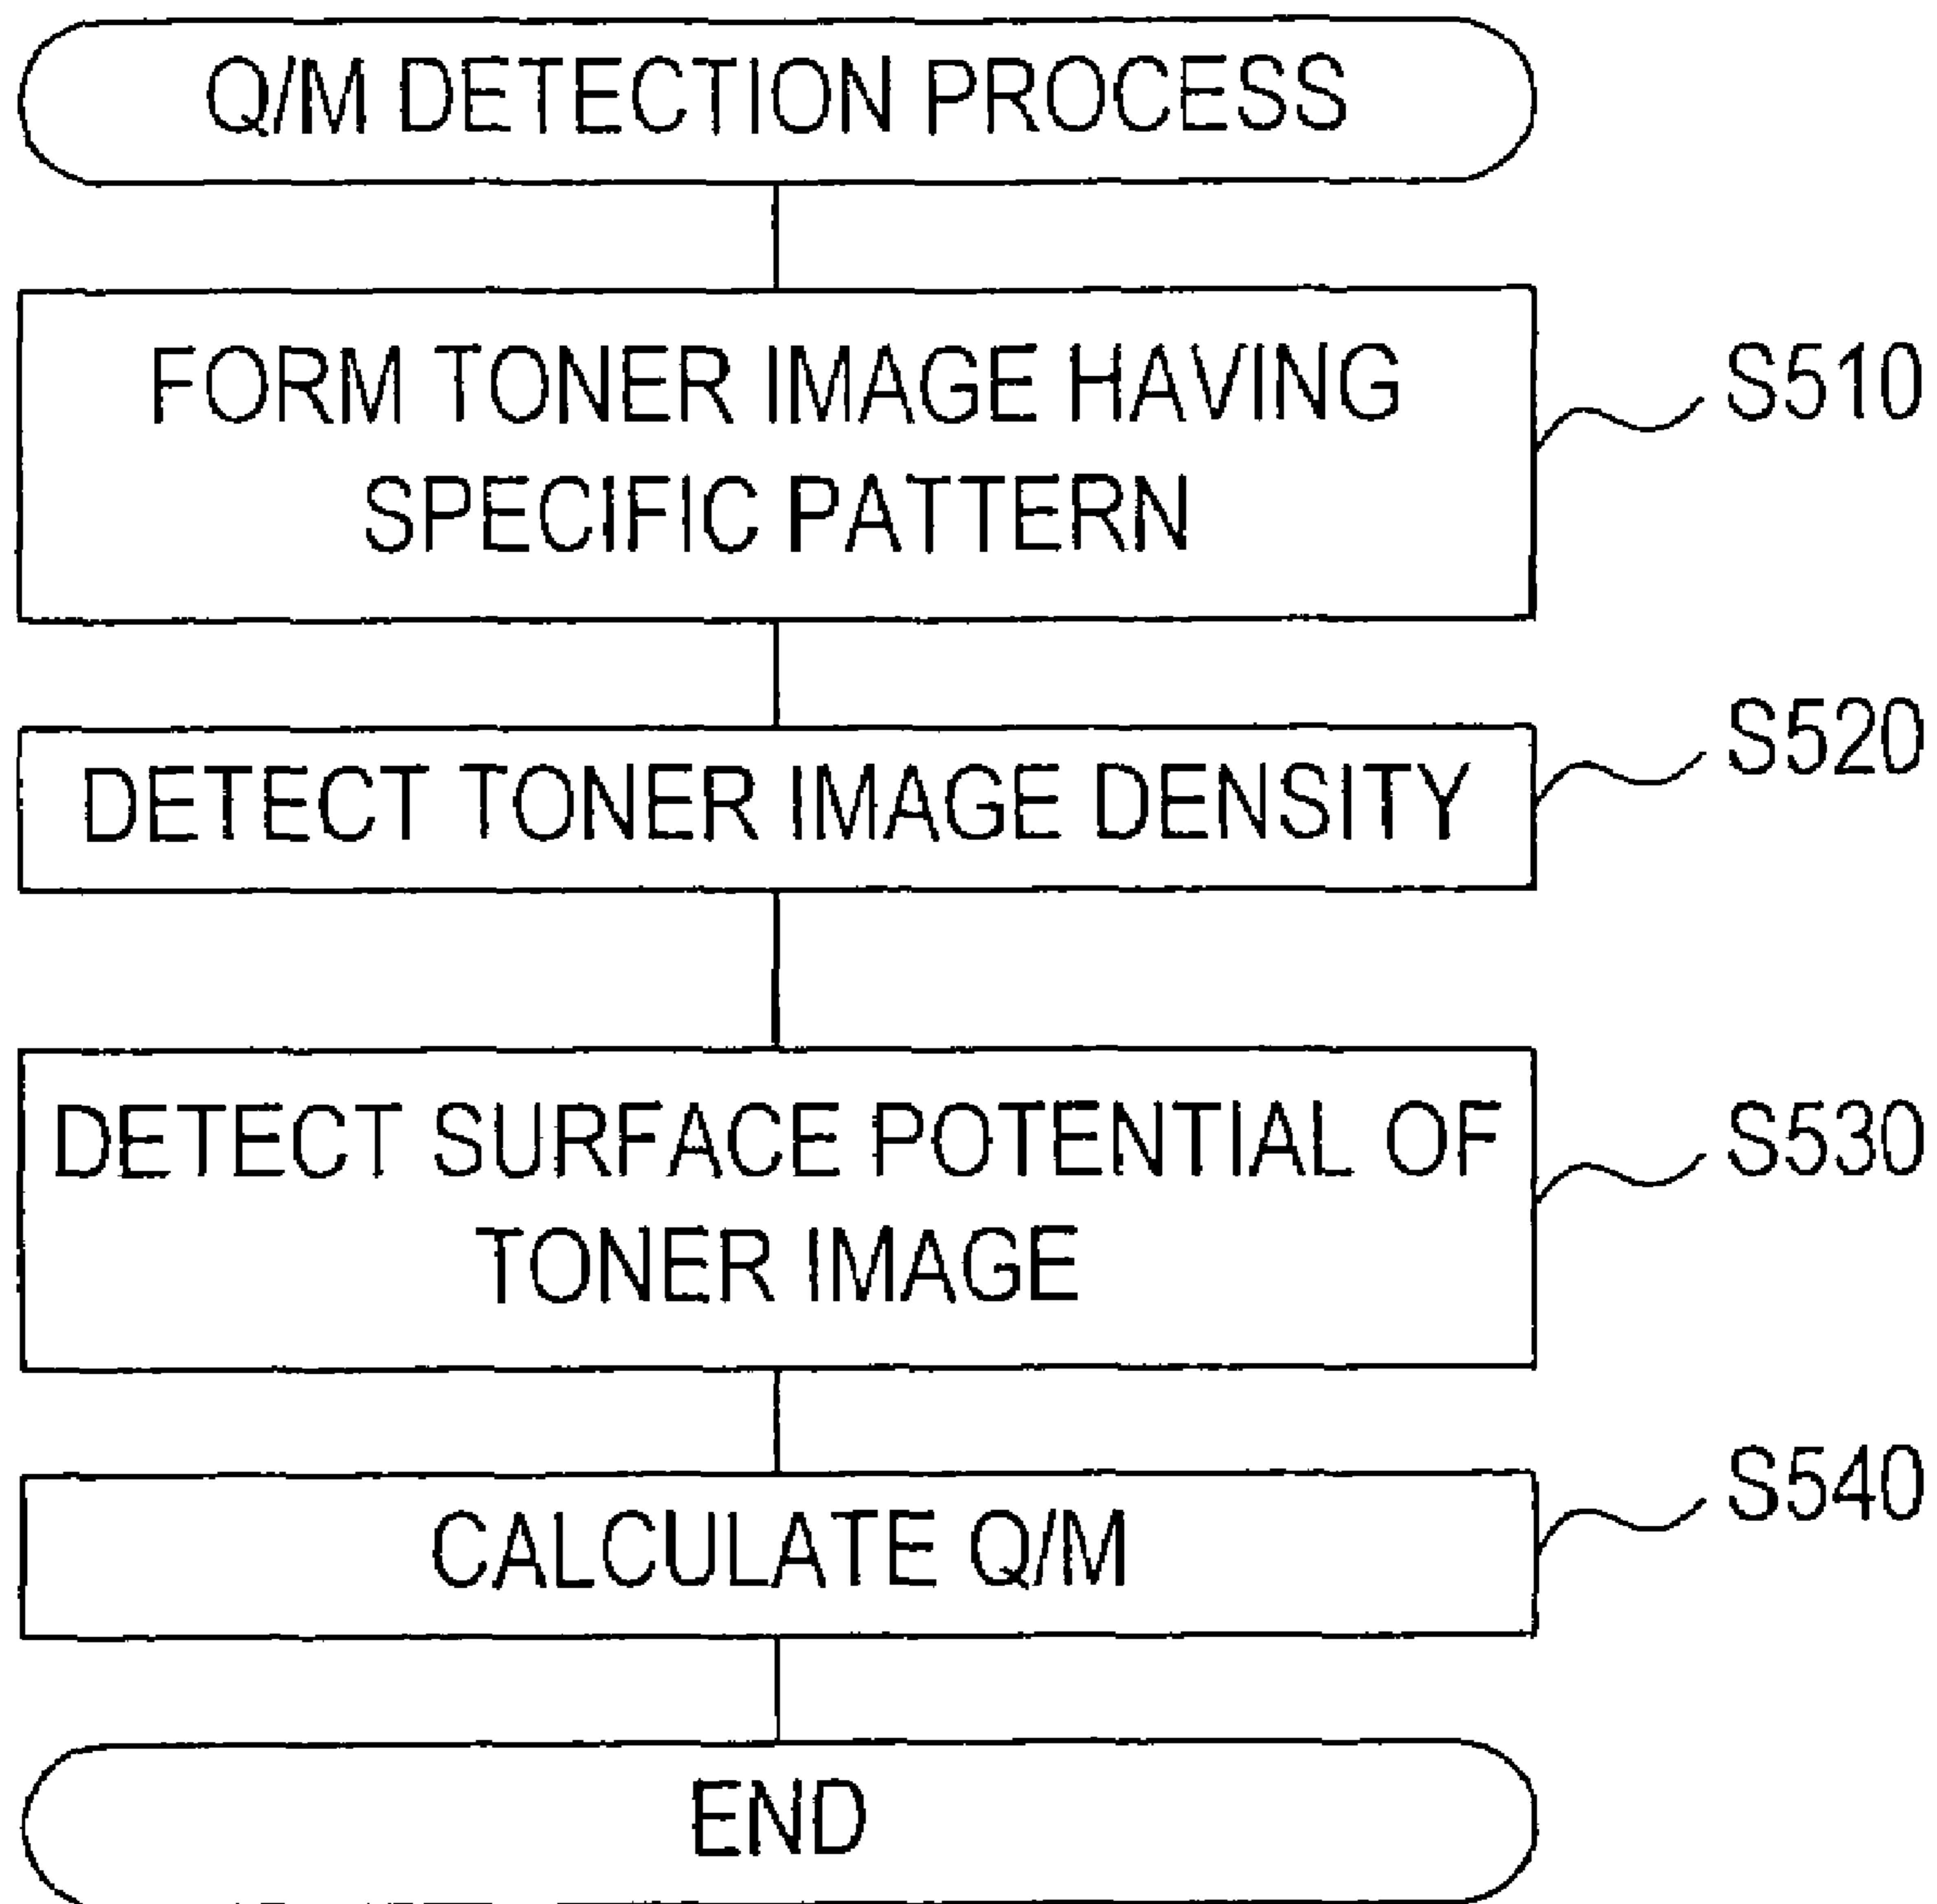 Q/M DETECTION PROCESS
FORM TONER IMAGE HAVING
SPECIFIC PATTERN
S510
DETECT TONER IMAGE DENSITY
S520
DETECT SURFACE POTENTIAL OF
TONER IMAGE
S530
CALCULATE Q/M
S540
END